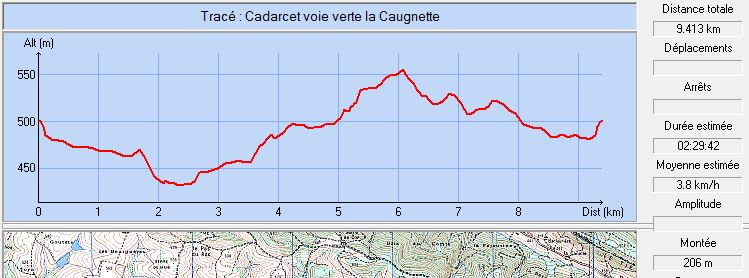 Tracé : Cadarcet voie verte la Caugnette
Alt (m)
550
500
450
0 1 2 3 4 5 6 7 8 Dist (km)
Distance totale
9.413 km
Déplacements
Arrêts
Durée estimée
02:29:42
Moyenne estimée
3.8 km/h
Amplitude
Montée
206 m